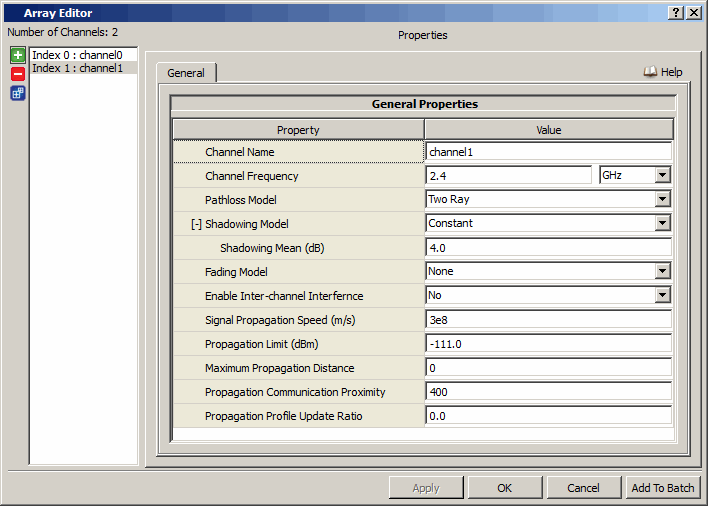 Array Editor
Number of Channels: 2
Properties
Index 0 : channel0
Index 1 : channel1
General
Help
General Properties
Property Value
Channel Name channel1
Channel Frequency 2.4 GHz
Pathloss Model Two Ray
[-] Shadowing Model Constant
Shadowing Mean (dB) 4.0
Fading Model None
Enable Inter-channel Interfernce No
Signal Propagation Speed (m/s) 3e8
Propagation Limit (dBm) -111.0
Maximum Propagation Distance 0
Propagation Communication Proximity 400
Propagation Profile Update Ratio 0.0
Apply OK Cancel Add To Batch